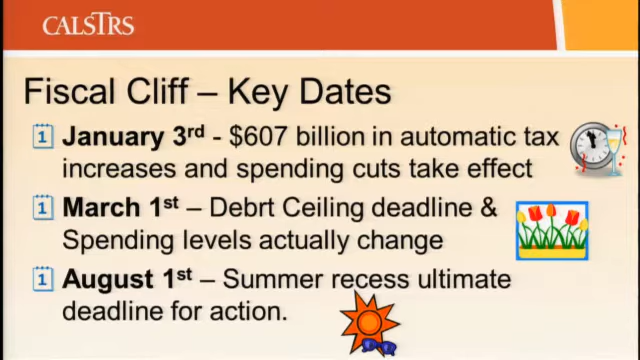 CALSTRS
Fiscal Cliff – Key Dates
January 3rd - $607 billion in automatic tax
increases and spending cuts take effect
March 1st – Debrt Ceiling deadline &
Spending levels actually change
August 1st – Summer recess ultimate
deadline for action.